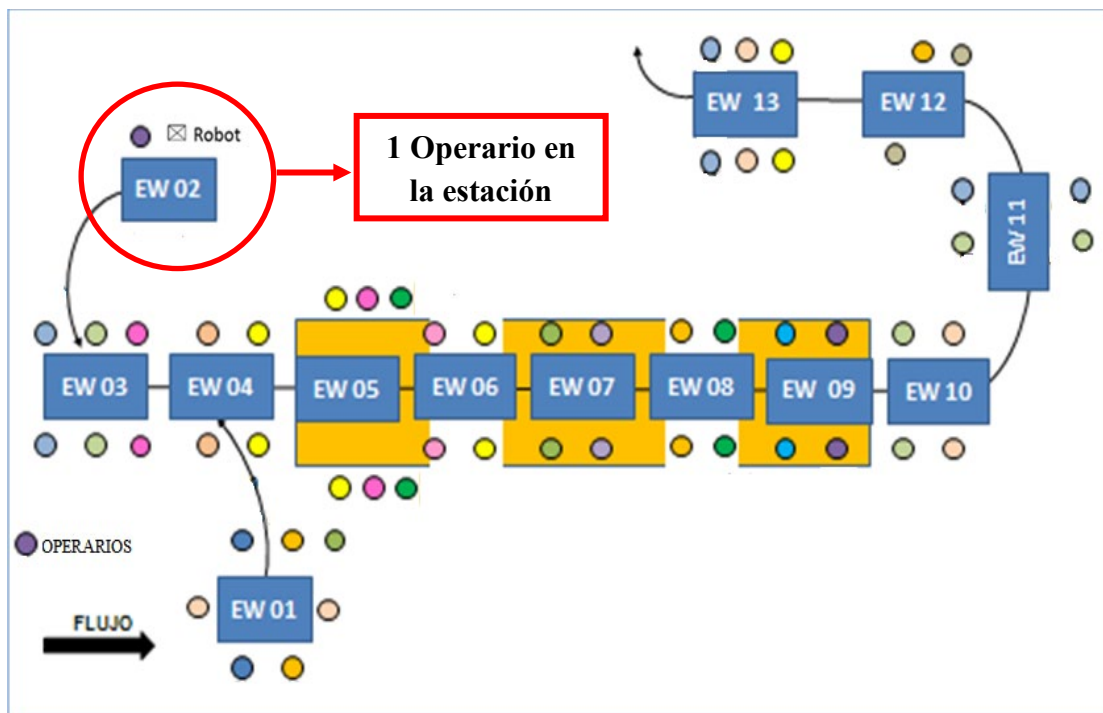 EW 13
EW 12
Robot
EW 02
1 Operario en
la estación
EW 11
EW 03
EW 04
EW 05
EW 06
EW 07
EW 08
EW 09
EW 10
OPERARIOS
EW 01
FLUJO